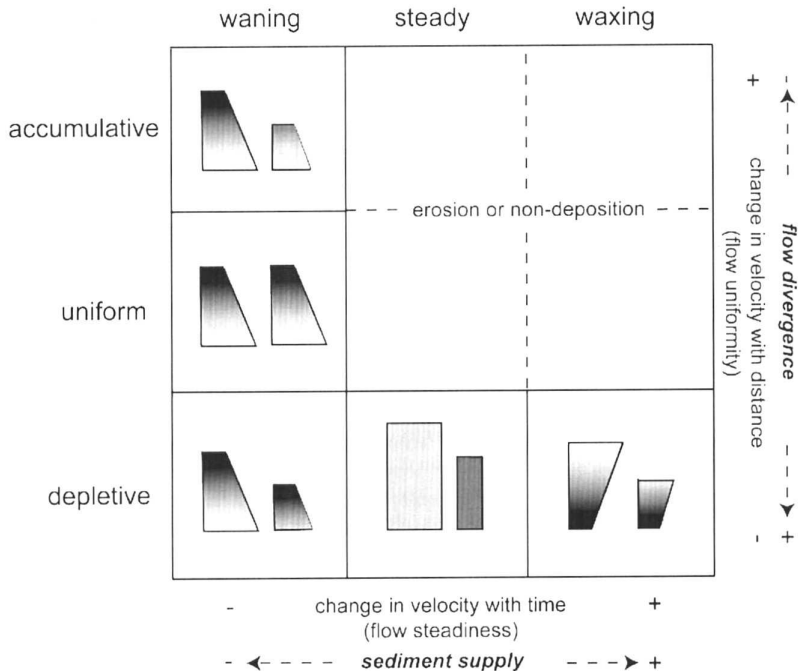 waning steady waxing
accumulative
erosion or non-deposition
uniform
depletive
+
-
change in velocity with distance
(flow uniformity)
-
+
flow divergence
- change in velocity with time +
(flow steadiness)
- sediment supply +